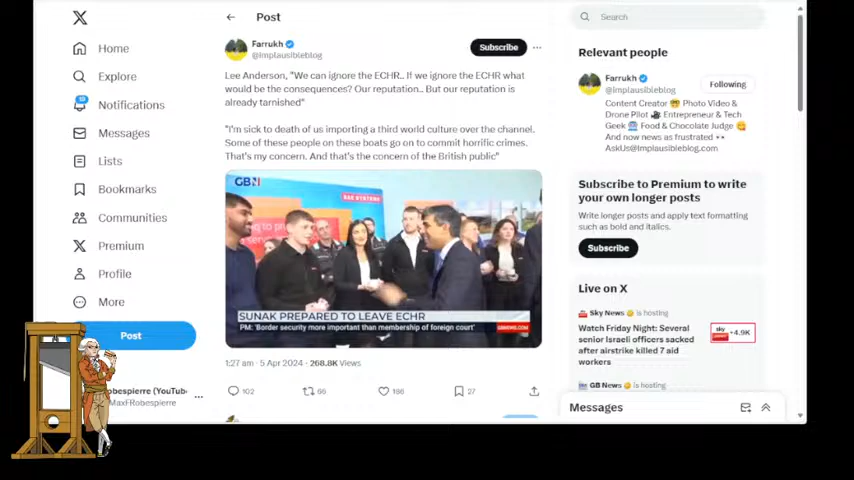 Home
Explore
Notifications
Messages
Lists
Bookmarks
Communities
Premium
Profile
More
Post
Robespierre (YouTub
MaxFRobespierre
Post
Farrukh
@implausibleblog
Subscribe
Lee Anderson, "We can ignore the ECHR.. If we ignore the ECHR what
would be the consequences? Our reputation.. But our reputation is
already tarnished"
"I'm sick to death of us importing a third world culture over the channel.
Some of these people on these boats go on to commit horrific crimes.
That's my concern. And that's the concern of the British public"
GBN
BAE SYSTEMS
SUNAK PREPARED TO LEAVE ECHR
PM: 'Border security more important than membership of foreign court'
GBNEWS.COM
1:27 am · 5 Apr 2024 · 268.8K Views
102
66
186
27
Search
Relevant people
Farrukh
@implausibleblog
Following
Content Creator Photo Video &
Drone Pilot Entrepreneur & Tech
Geek Food & Chocolate Judge
And now news as frustrated
AskUs@Implausibleblog.com
Subscribe to Premium to write
your own longer posts
Write longer posts and apply text formatting
such as bold and italics.
Subscribe
Live on X
Sky News is hosting
Watch Friday Night: Several
senior Israeli officers sacked
after airstrike killed 7 aid
workers
sky
+4.9K
GB News is hosting
Messages